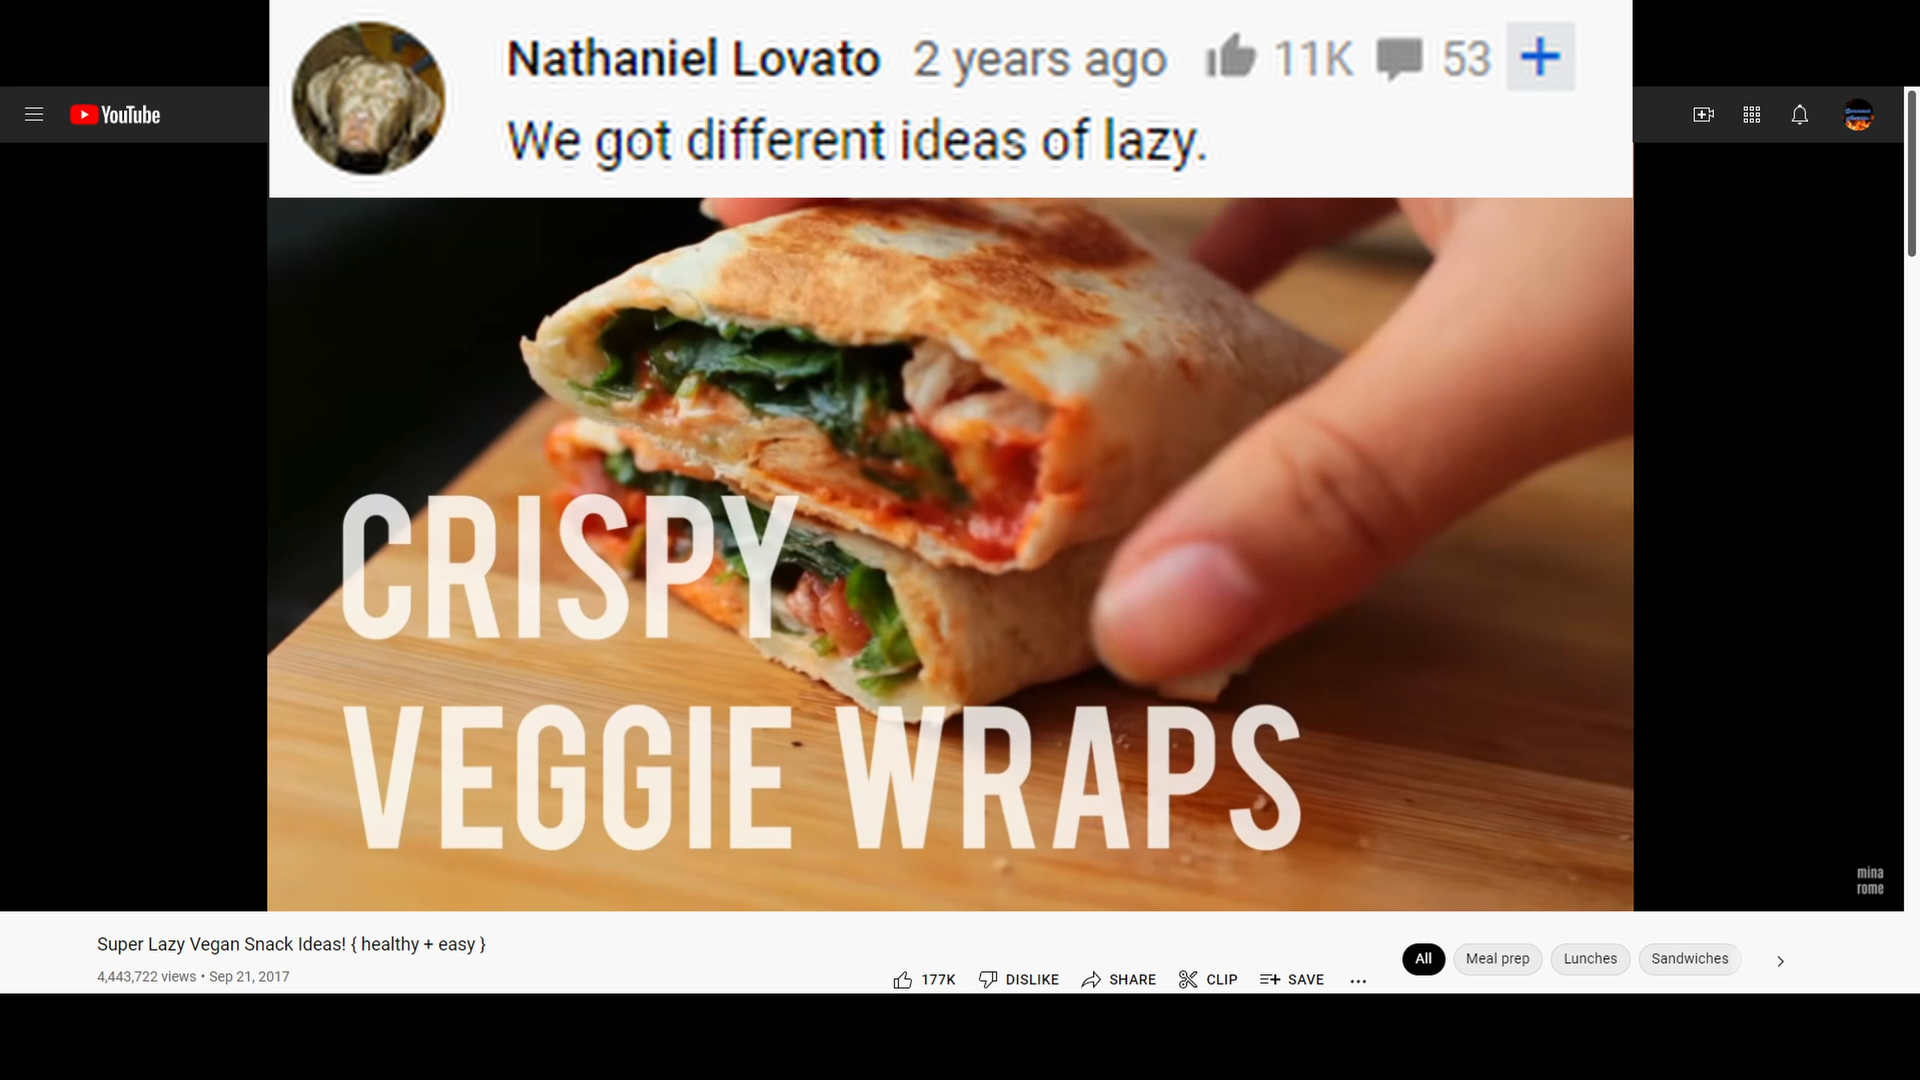 Nathaniel Lovato 2 years ago 11K 53
We got different ideas of lazy.
YouTube
CRISPY
VEGGIE WRAPS
mina
rome
Super Lazy Vegan Snack Ideas! { healthy + easy }
4,443,722 views • Sep 21, 2017
177K DISLIKE SHARE CLIP SAVE
All Meal prep Lunches Sandwiches